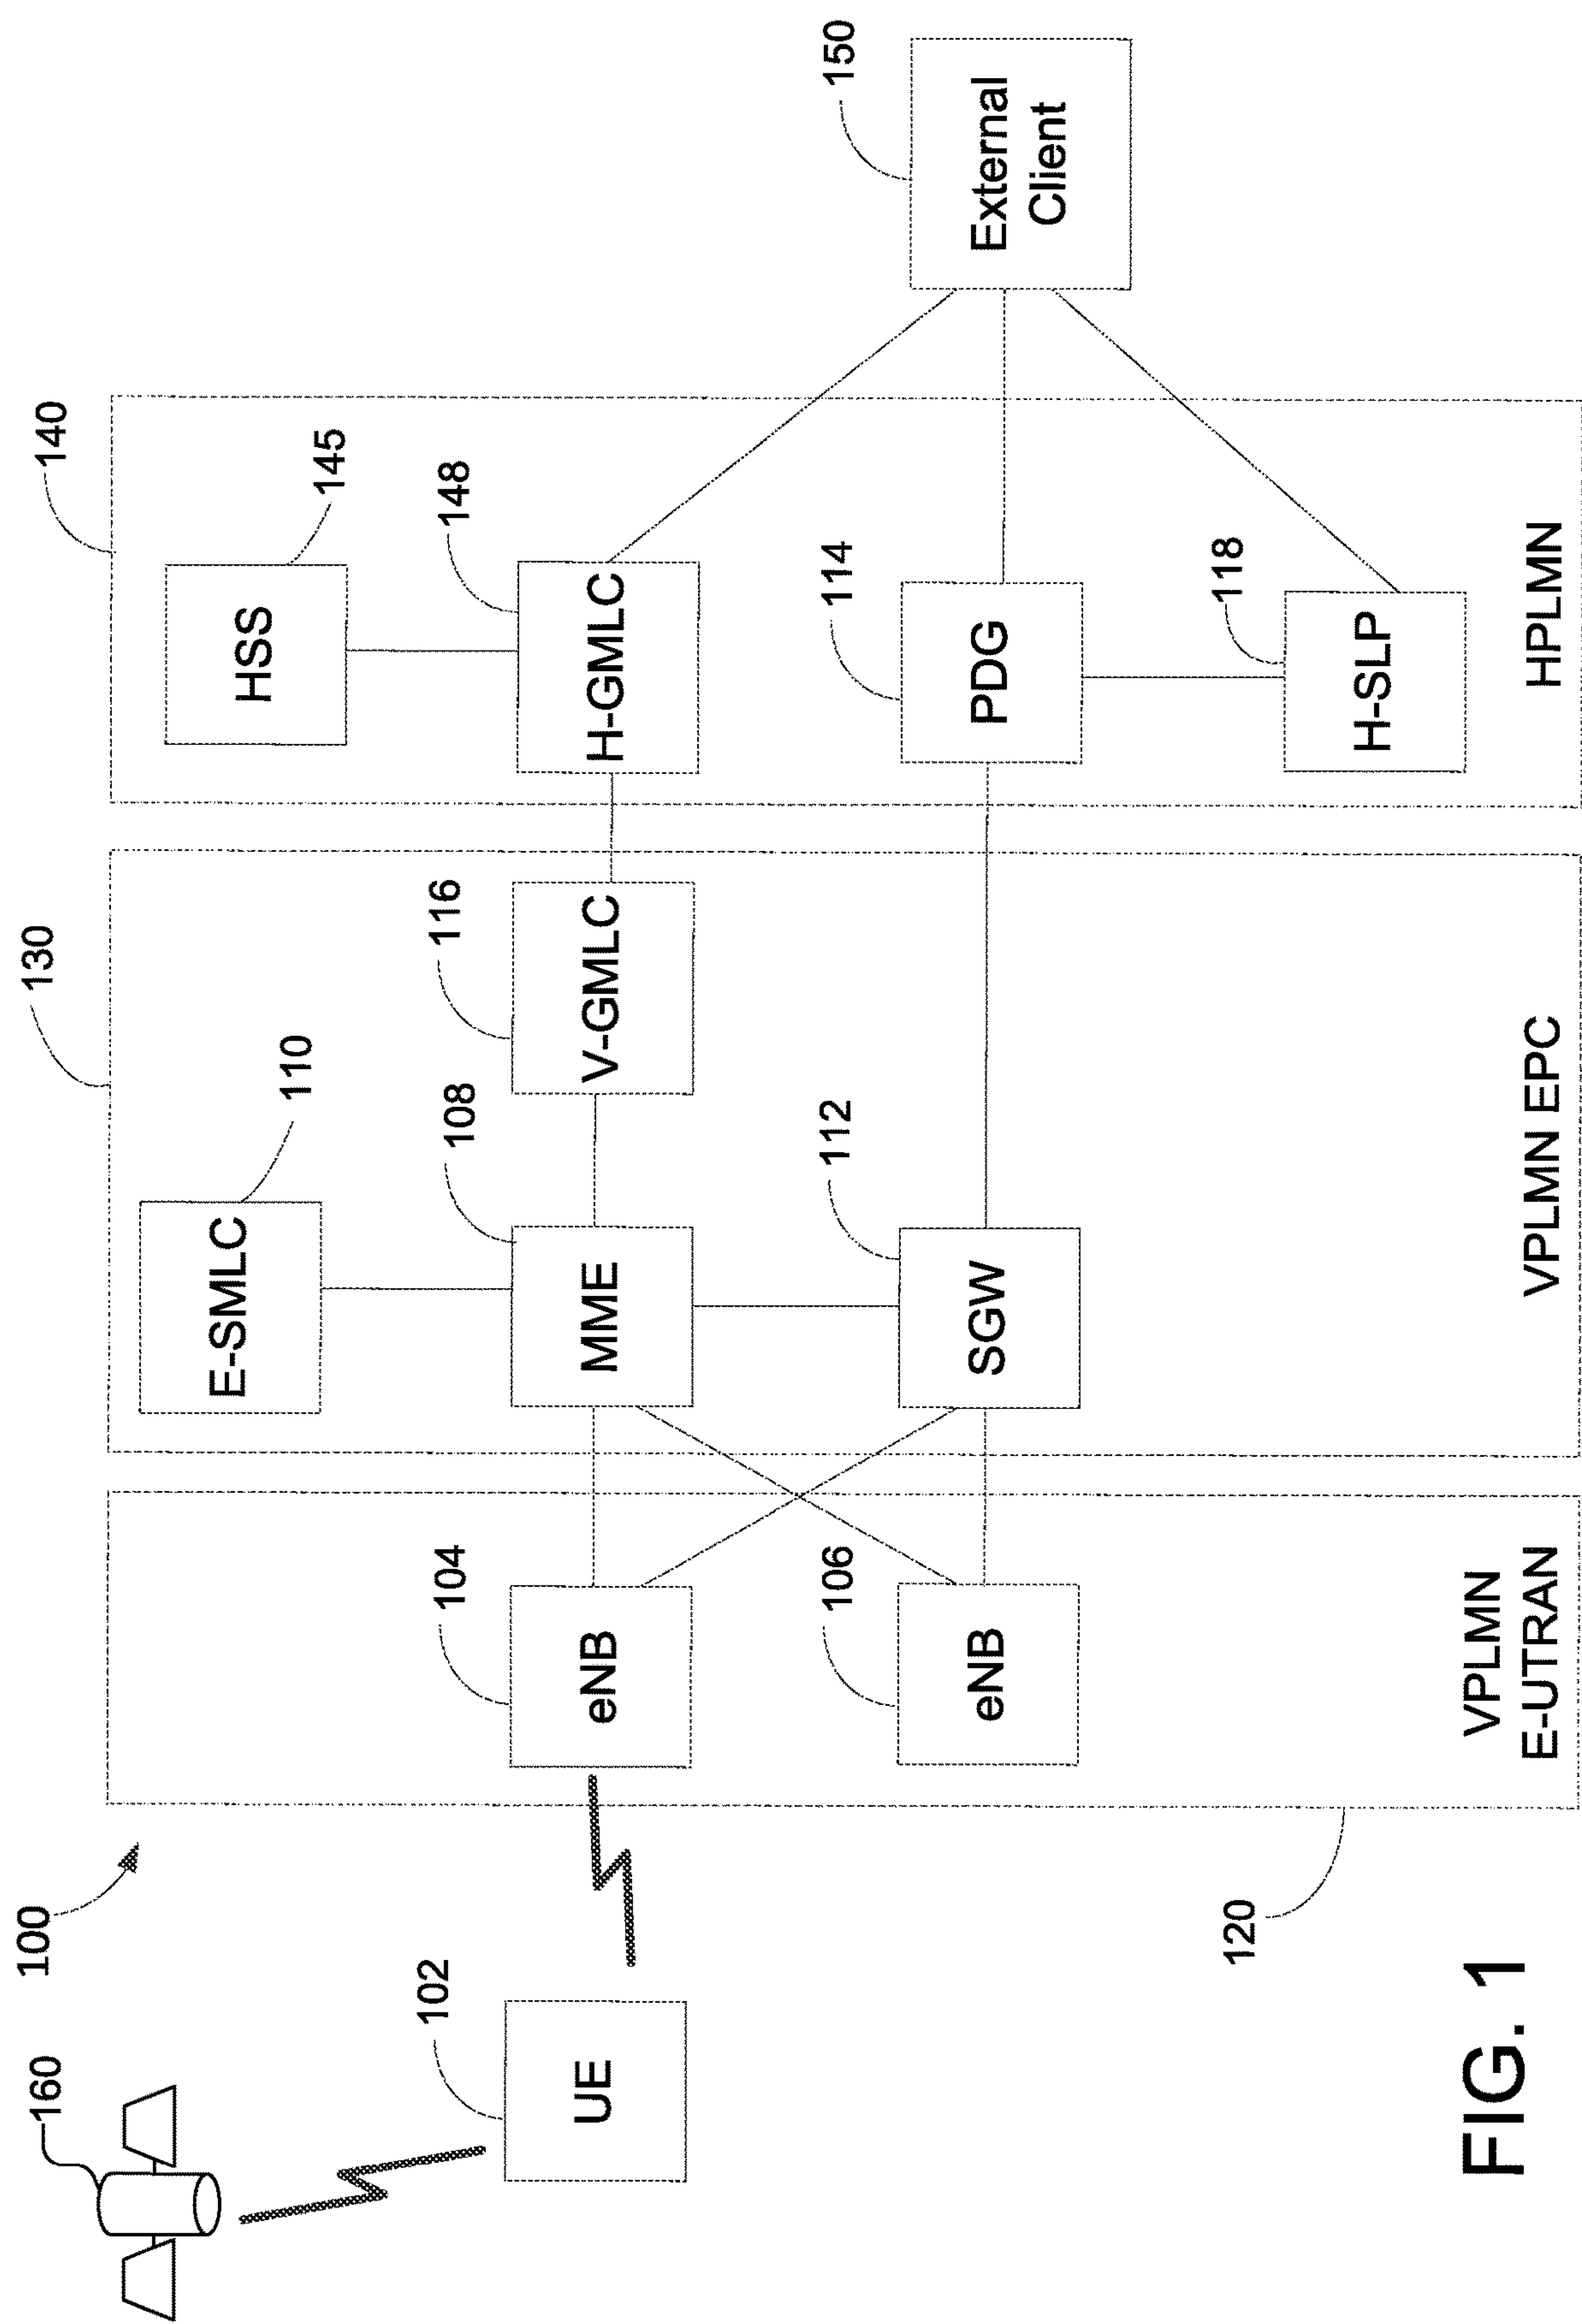 160
100
102
UE
104
eNB
106
eNB
VPLMN
E-UTRAN
120
130
E-SMLC
110
MME
108
V-GMLC
116
SGW
112
VPLMN EPC
140
HSS
145
H-GMLC
148
PDG
114
H-SLP
118
HPLMN
External
Client
150
FIG. 1